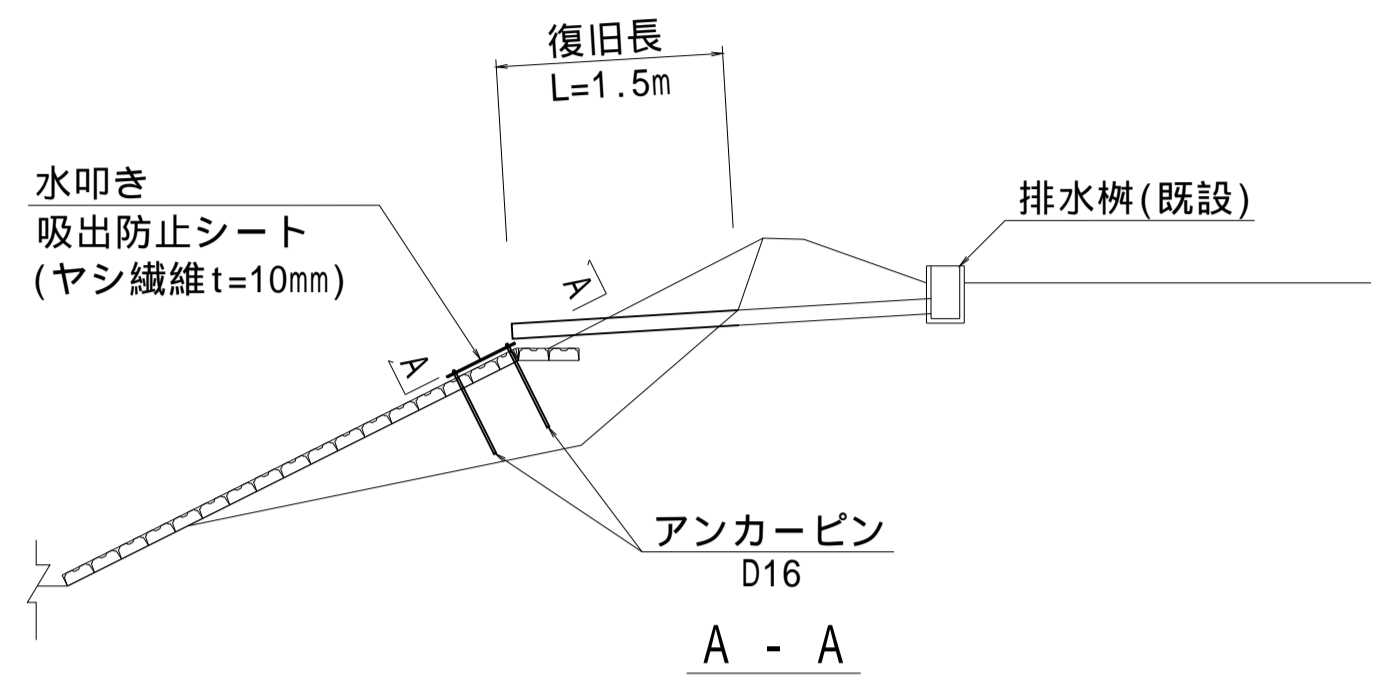 復旧長
L=1.5m
水叩き
吸出防止シート
(ヤシ繊維t=10mm)
排水桝(既設)
A
A
アンカーピン
D16
A - A